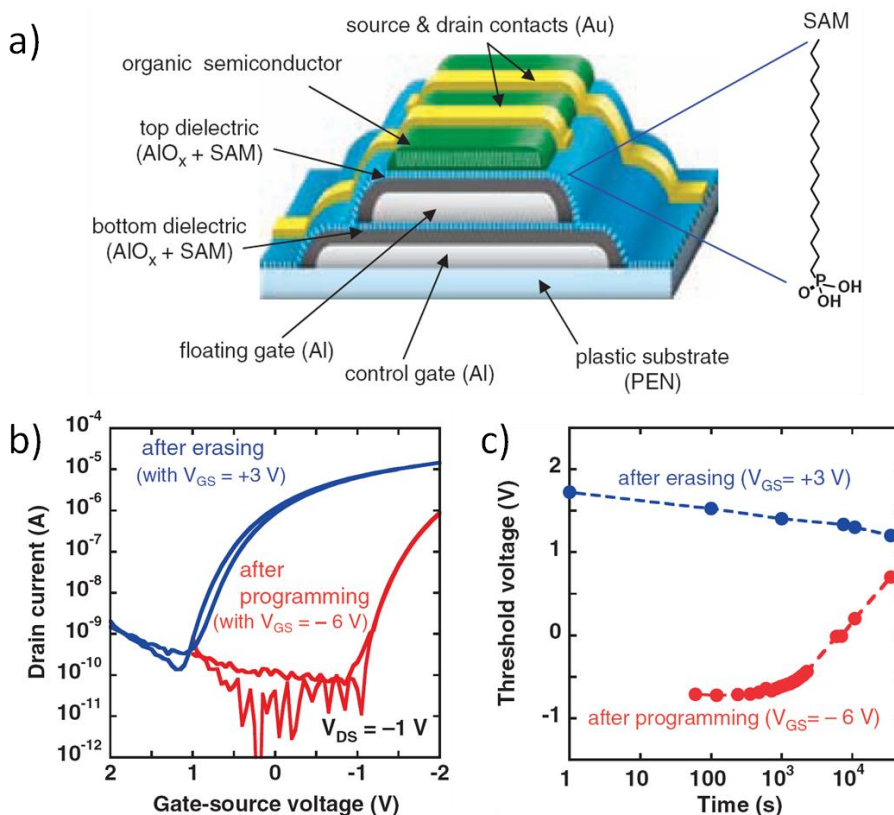 a)
source & drain contacts (Au)
SAM
organic semiconductor
top dielectric
(AlOx + SAM)
bottom dielectric
(AlOx + SAM)
P
O
OH
OH
floating gate (Al)
control gate (Al)
plastic substrate
(PEN)
b)
Drain current (A)
10⁻⁴
10⁻⁵
10⁻⁶
10⁻⁷
10⁻⁸
10⁻⁹
10⁻¹⁰
10⁻¹¹
10⁻¹²
after erasing
(with VGS = +3 V)
after
programming
(with VGS = – 6 V)
VDS = –1 V
2 1 0 -1 -2
Gate-source voltage (V)
c)
Threshold voltage (V)
2
1
0
-1
after erasing (VGS= +3 V)
after programming (VGS= – 6 V)
1 100 10³ 10⁴
Time (s)